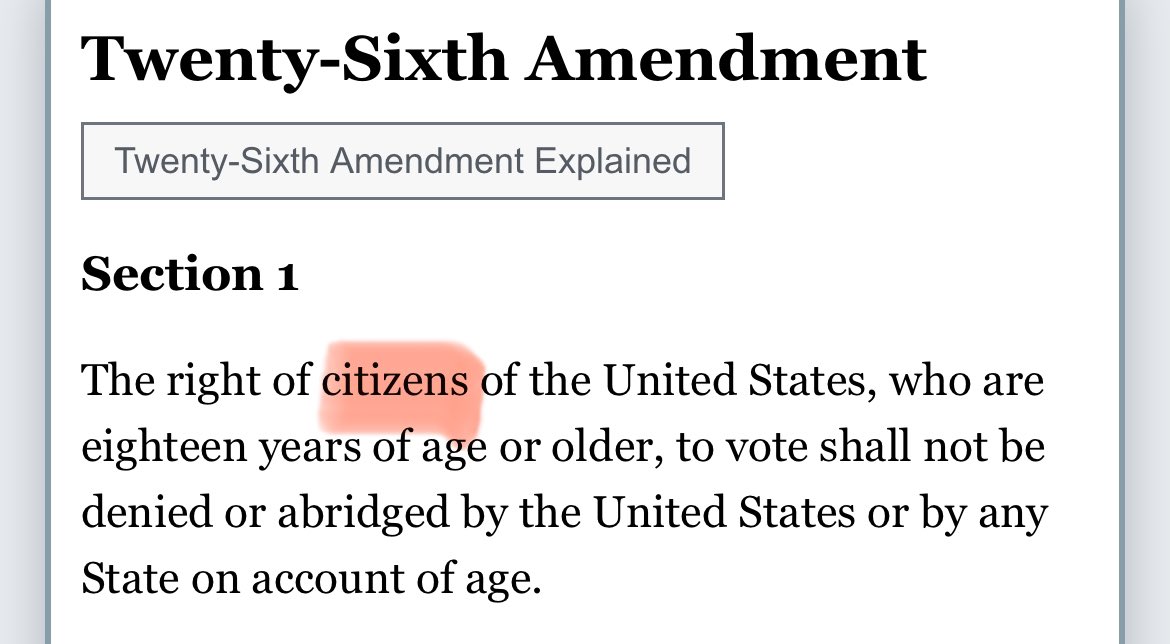 Twenty-Sixth Amendment
Twenty-Sixth Amendment Explained
Section 1
The right of citizens of the United States, who are
eighteen years of age or older, to vote shall not be
denied or abridged by the United States or by any
State on account of age.